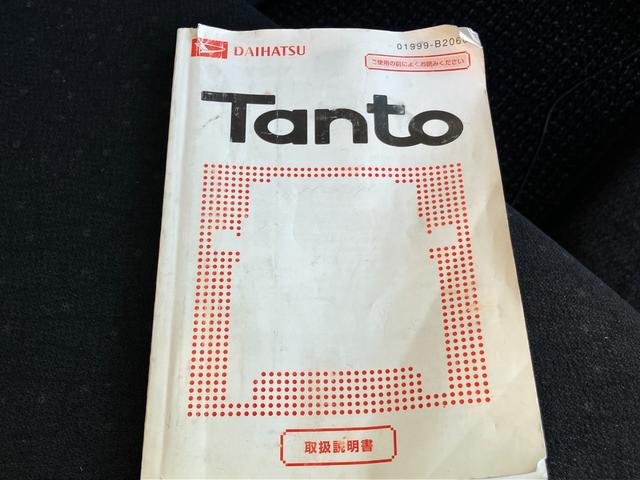 DAIHATSU
01999-B206
ご使用の前によくお読みください
Tanto
取扱説明書